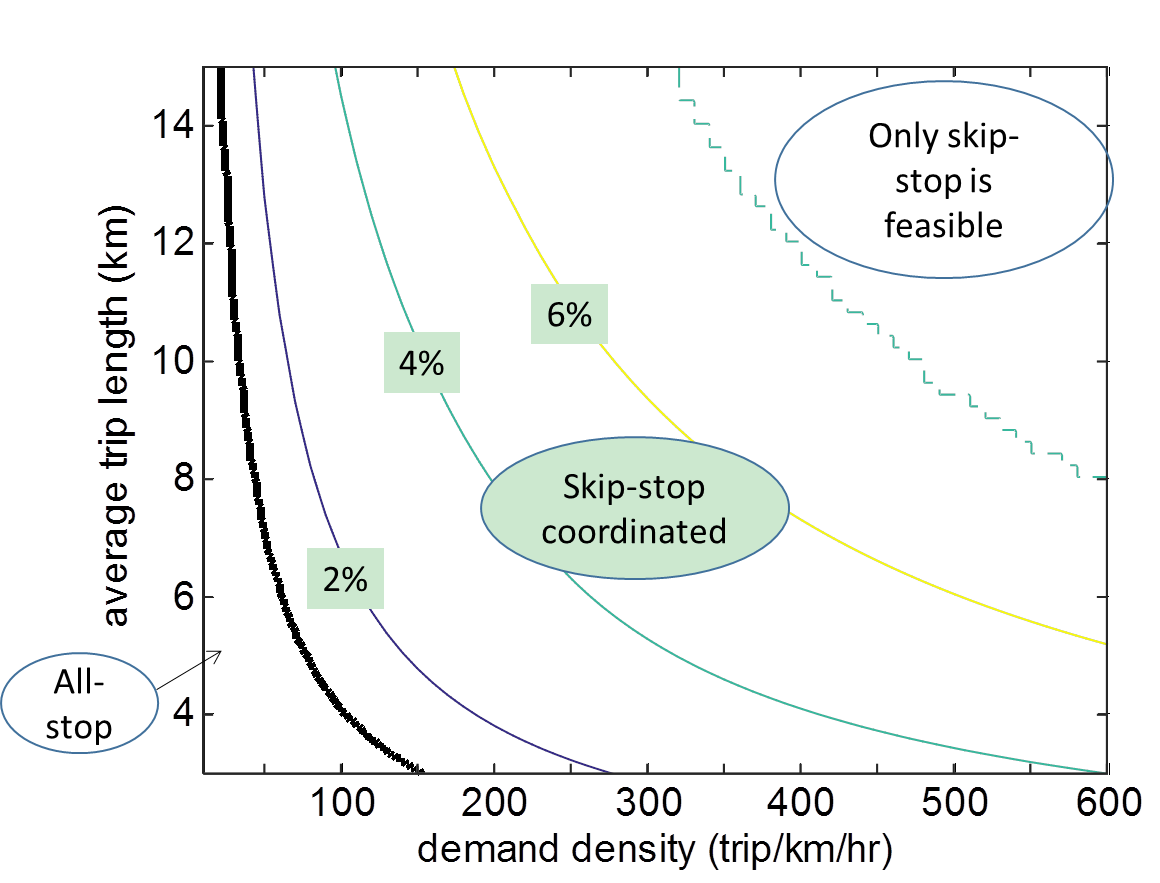 14
12
10
8
6
4
average trip length (km)
100
200
300
400
500
600
demand density (trip/km/hr)
Only skip-
stop is
feasible
6%
4%
Skip-stop
coordinated
2%
All-
stop